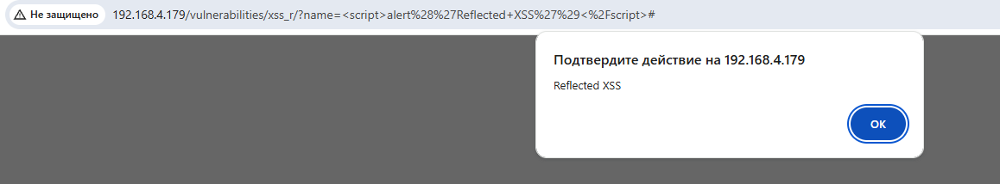 Не защищено 192.168.4.179/vulnerabilities/xss_r/?name=<script>alert%28%27Reflected+XSS%27%29<%2Fscript>#
Подтвердите действие на 192.168.4.179
Reflected XSS
ОК